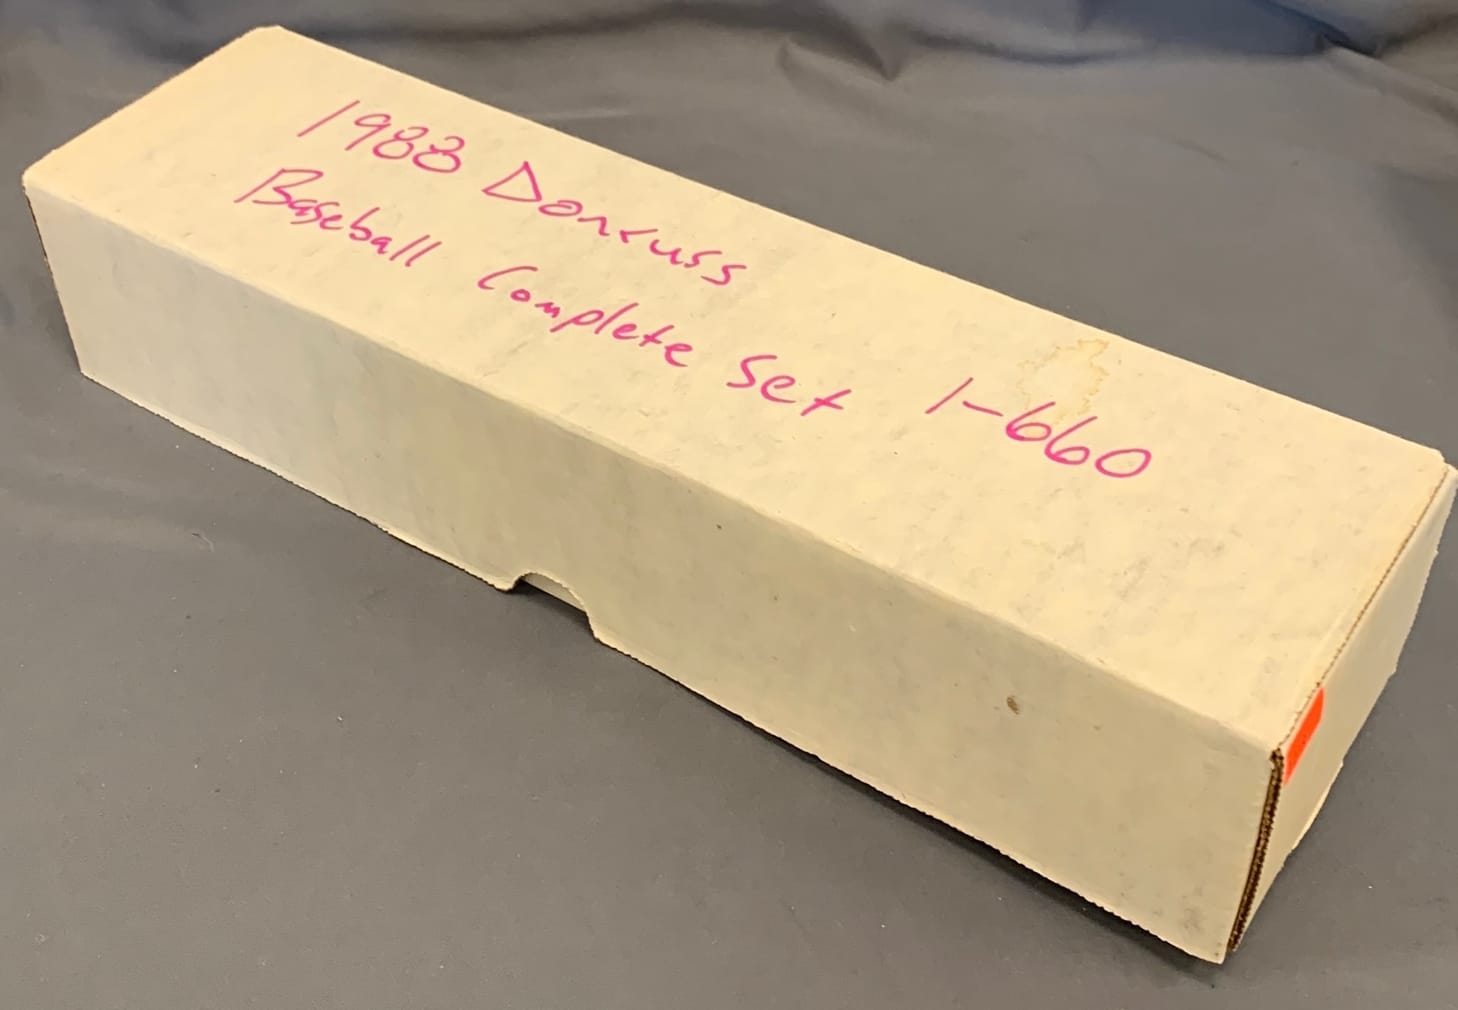 1988 Donruss
Baseball Complete Set 1-660